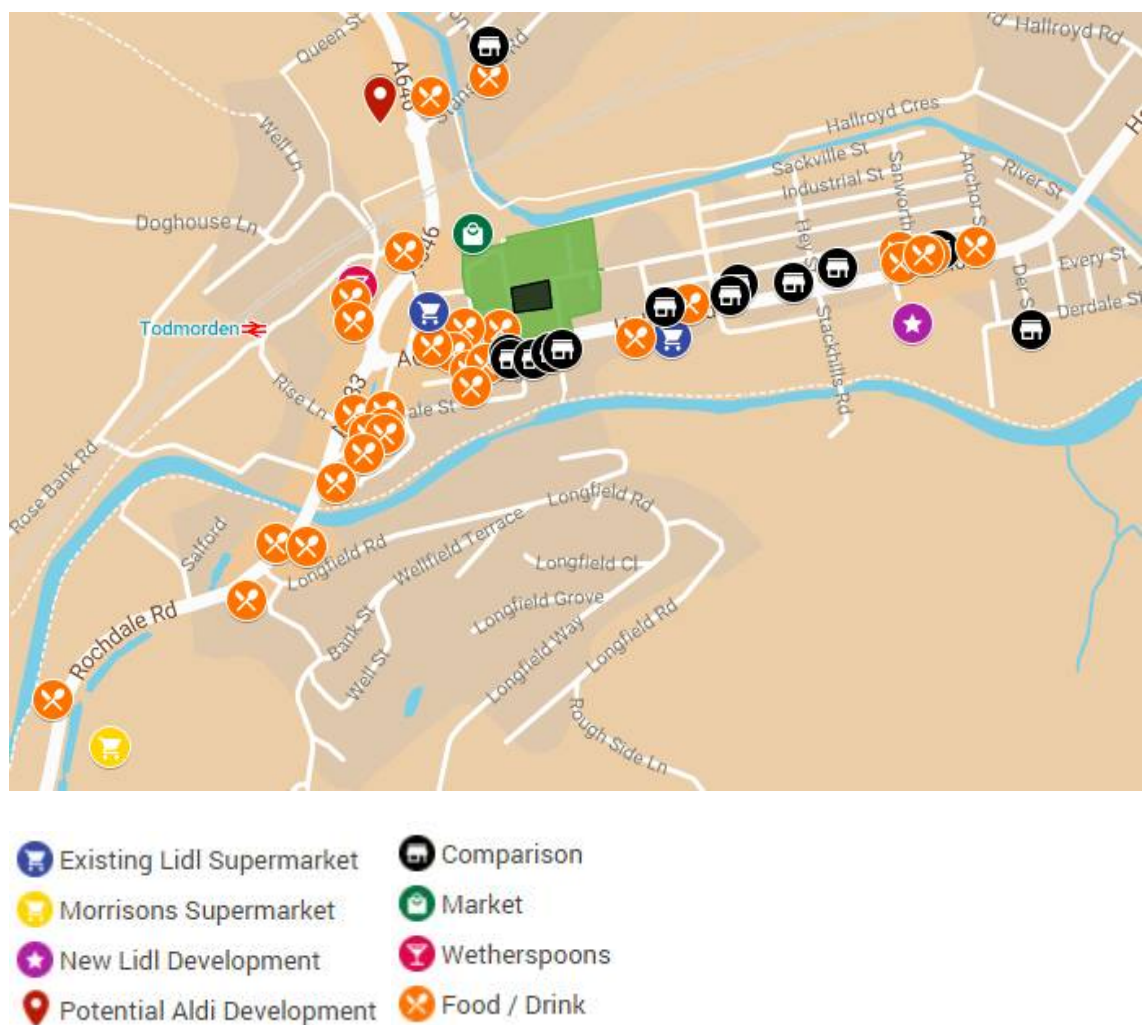 Queen St
A646
Hallroyd Rd
Well Ln
Hallroyd Cres
Sackville St
Industrial St
Anchor S
River St
Doghouse Ln
Hey S
Every St
Der S
Derdale St
Todmorden
Stackhills Rd
Rise Ln
ale St
Rose Bank Rd
Longfield Rd
Salford
Wellfield Terrace
Longfield Rd
Longfield Cl
Longfield Grove
Rochdale Rd
Bank St
Longfield Way
Longfield Rd
Well St
Rough Side Ln
Existing Lidl Supermarket
Comparison
Morrisons Supermarket
Market
New Lidl Development
Wetherspoons
Potential Aldi Development
Food / Drink